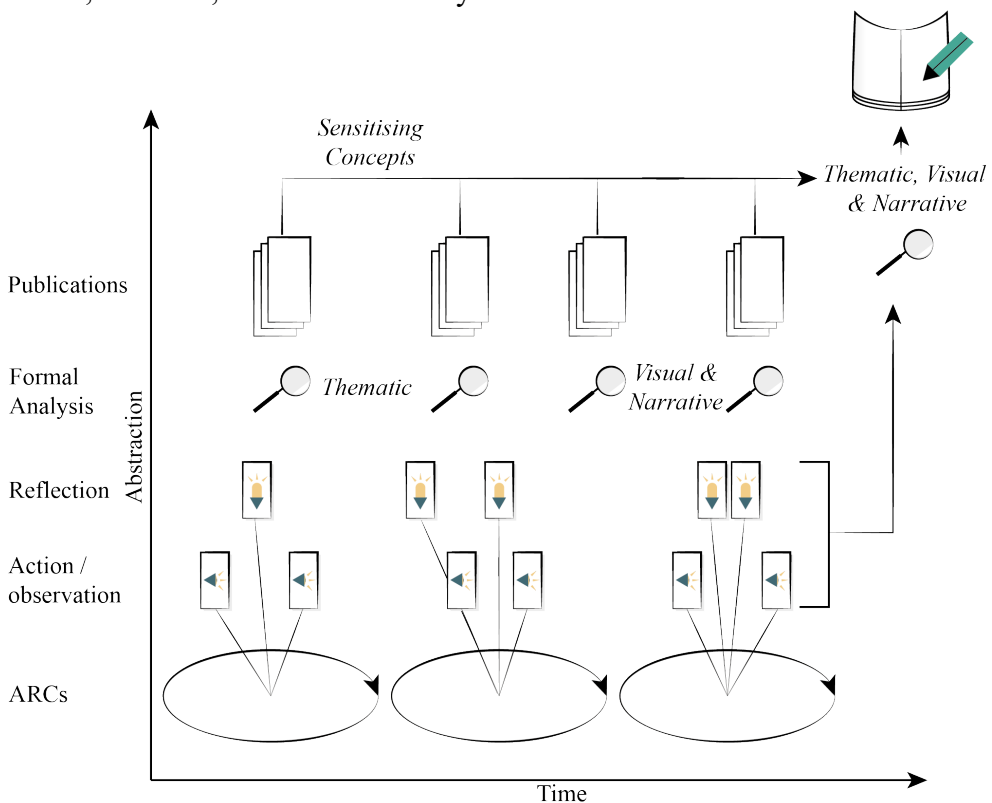 Sensitising
Concepts
Thematic, Visual
& Narrative
Publications
Formal
Analysis
Thematic
Visual &
Narrative
Abstraction
Reflection
Action /
observation
ARCs
Time